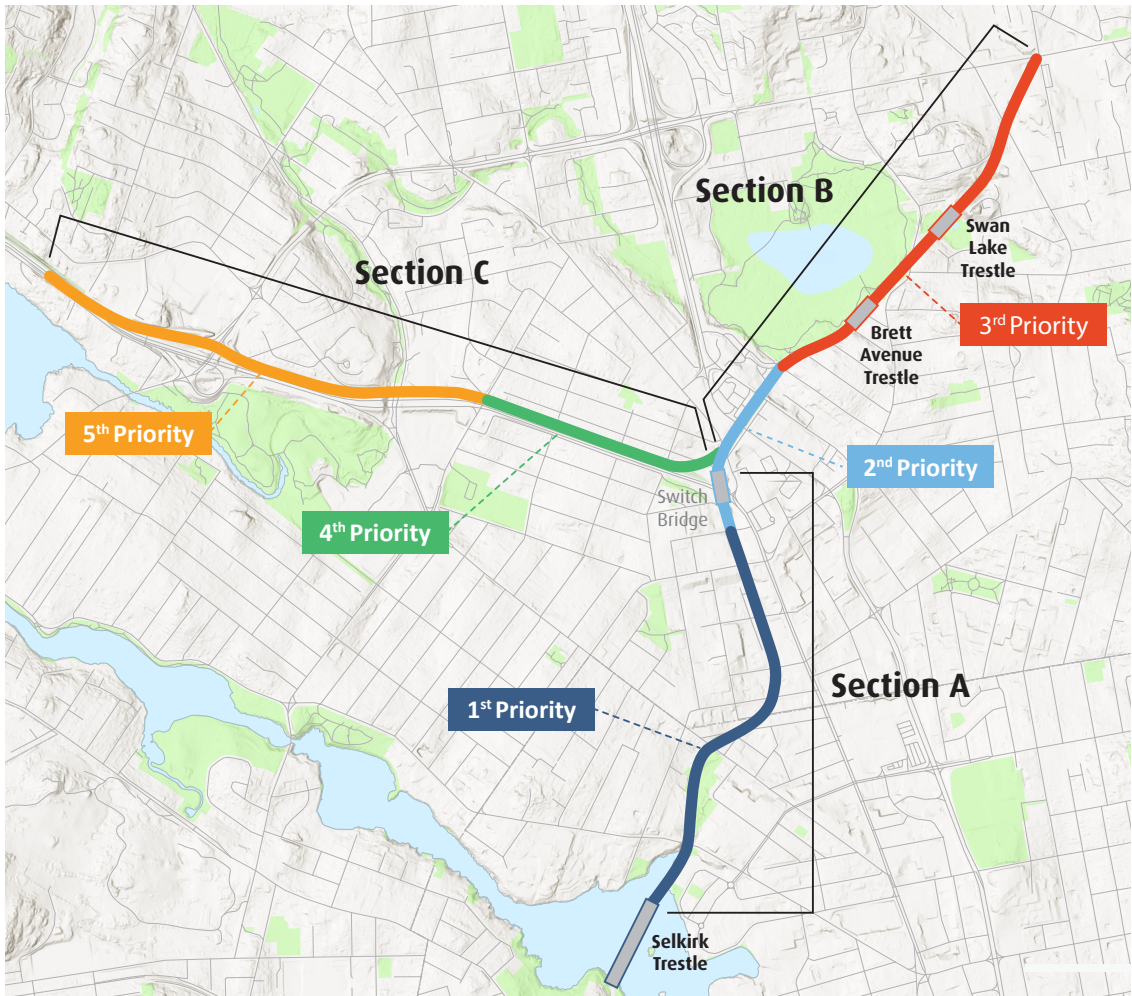 Section B
Swan
Lake
Trestle
Section C
3rd Priority
Brett
Avenue
Trestle
5th Priority
2nd Priority
Switch
Bridge
4th Priority
Section A
1st Priority
Selkirk
Trestle